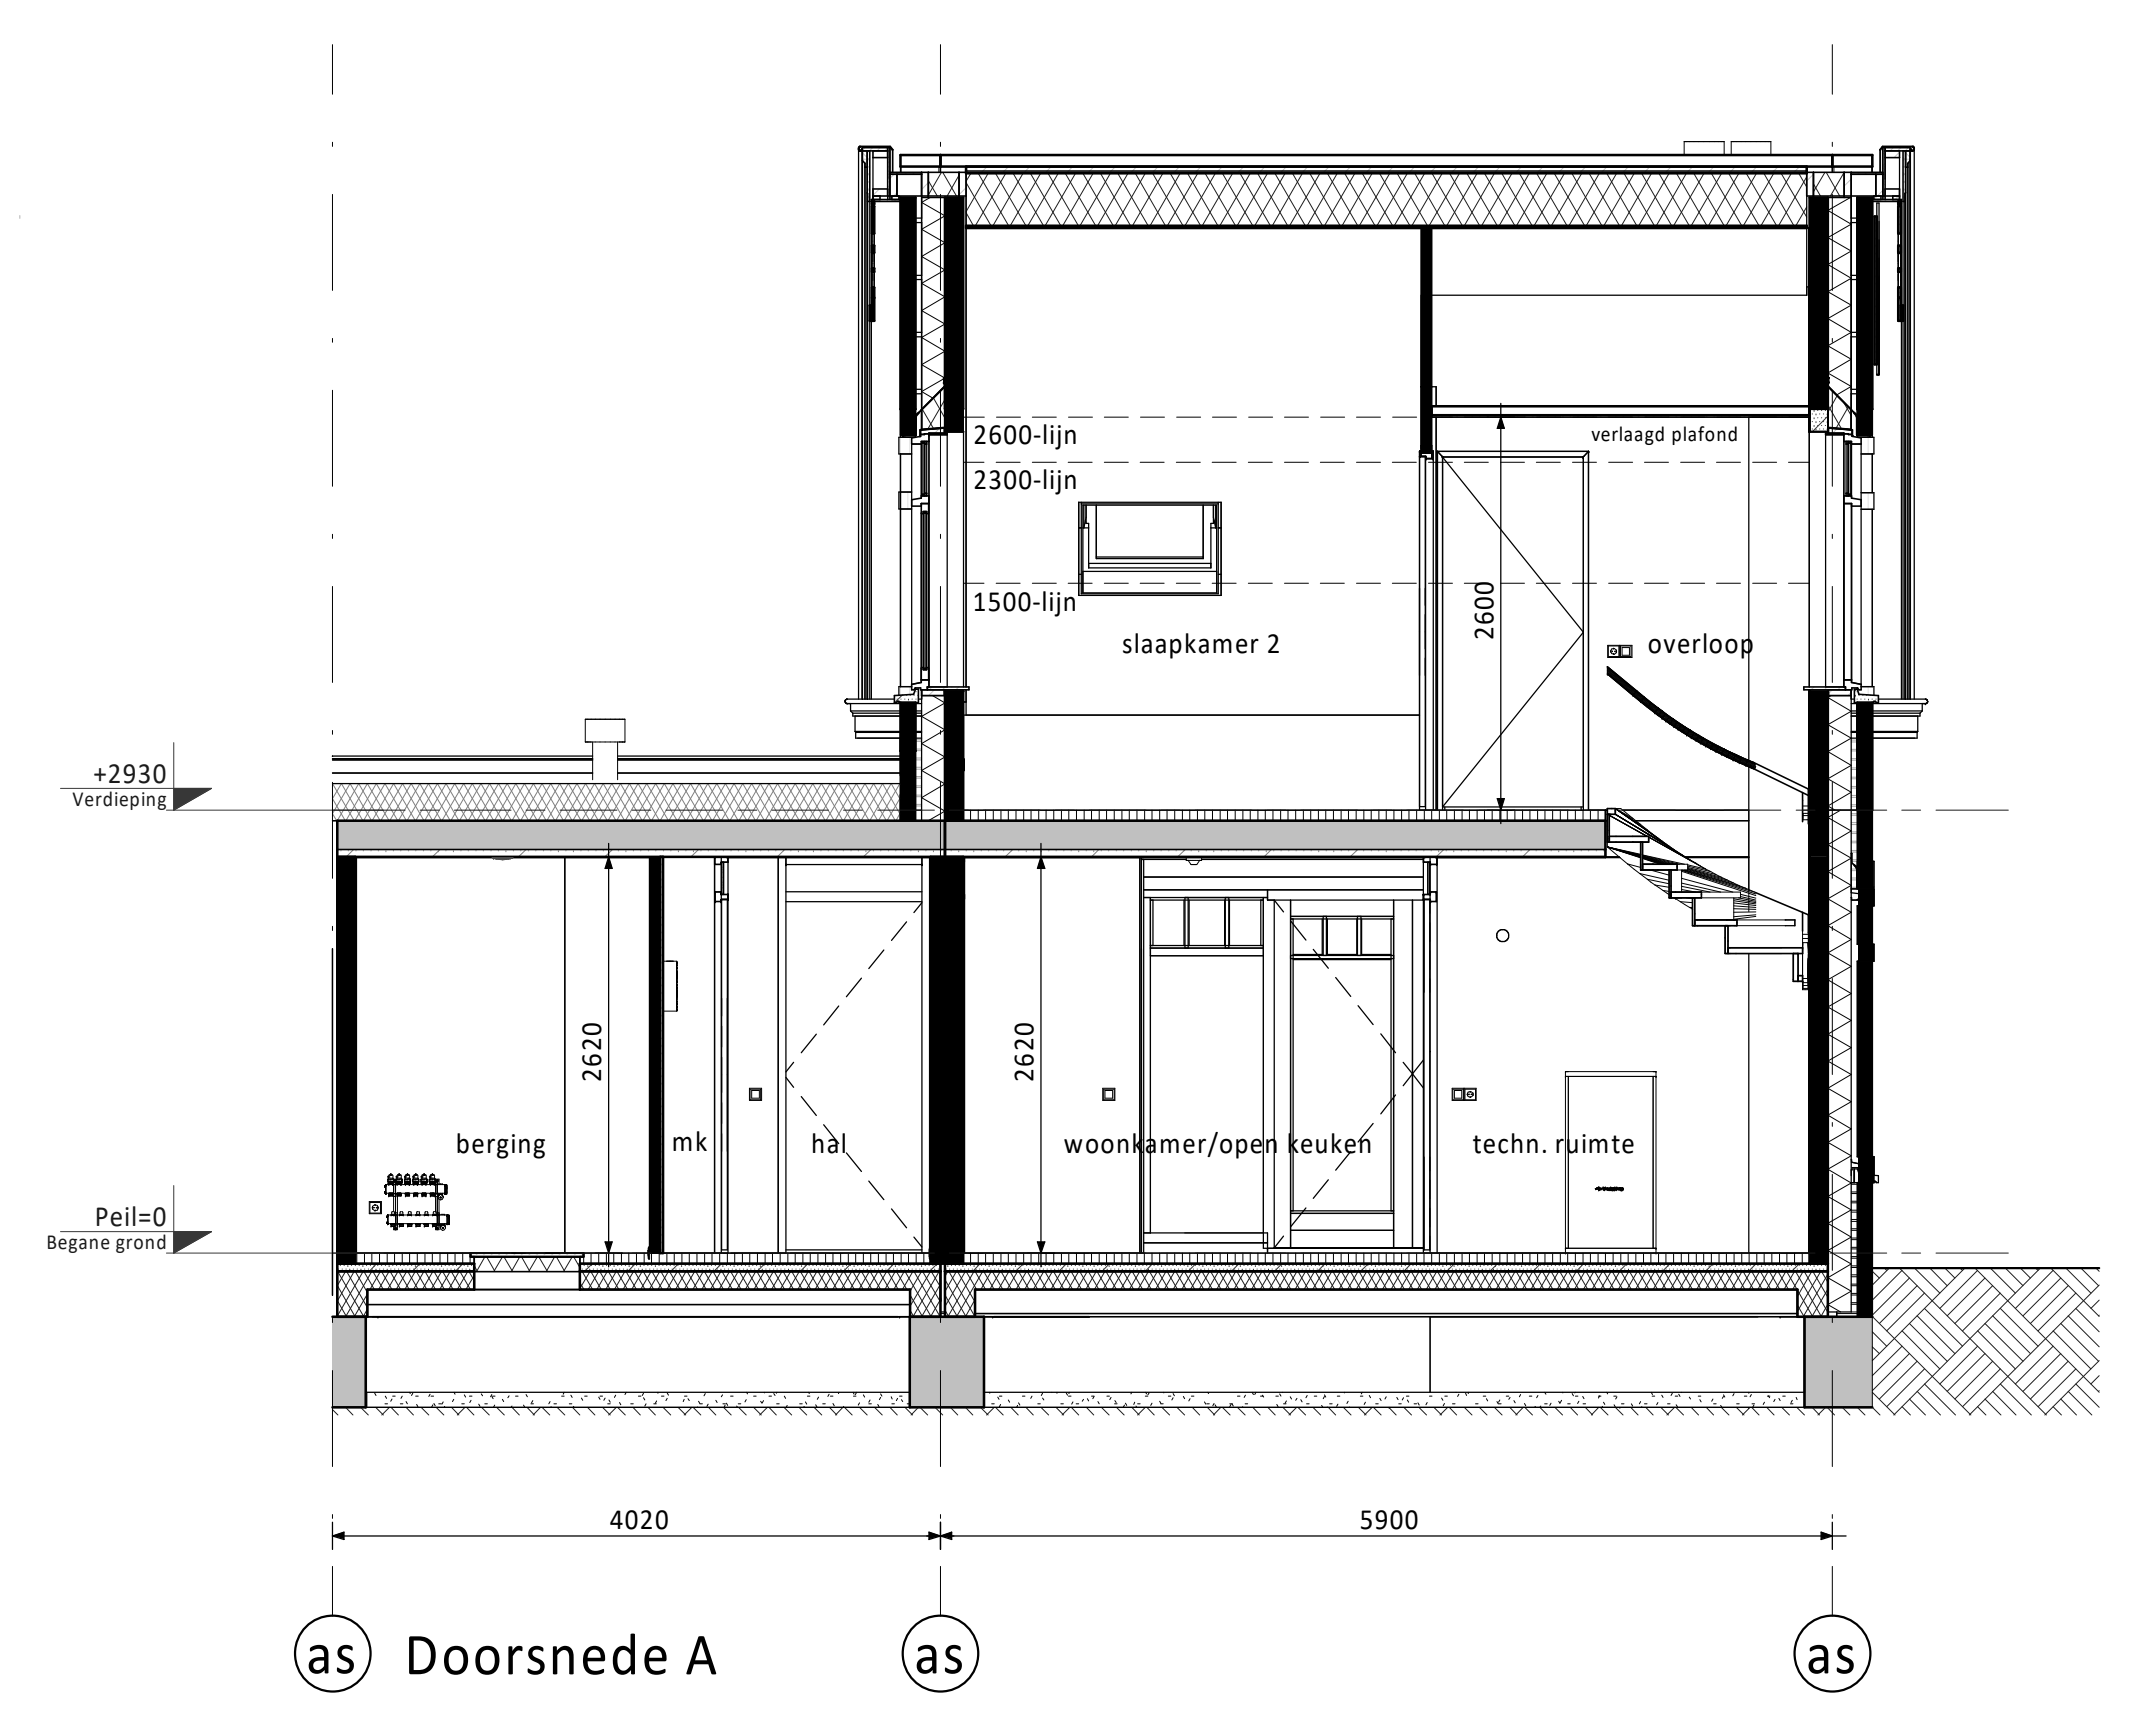 2600-lijn
verlaagd plafond
2300-lijn
1500-lijn
2600
slaapkamer 2
overloop
+2930
Verdieping
2620
2620
berging
mk
hal
woonkamer/open keuken
techn. ruimte
Peil=0
Begane grond
4020
5900
as
Doorsnede A
as
as